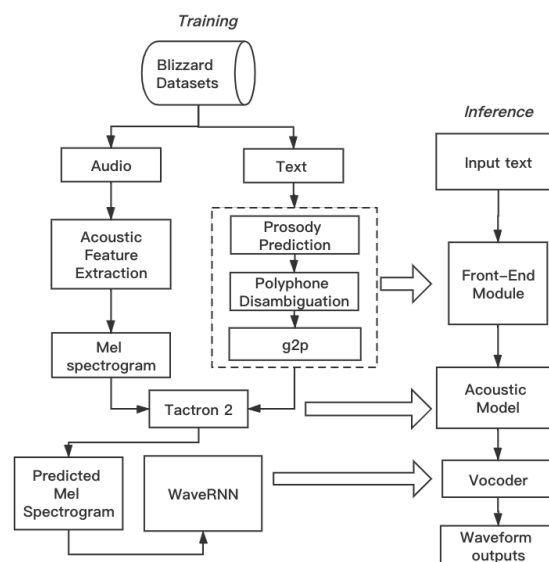 Training
Blizzard
Datasets
Inference
Audio
Text
Input text
Prosody
Prediction
Acoustic
Feature
Extraction
Polyphone
Disambiguation
Front-End
Module
g2p
Mel
spectrogram
Tactron 2
Acoustic
Model
Predicted
Mel
Spectrogram
WaveRNN
Vocoder
Waveform
outputs